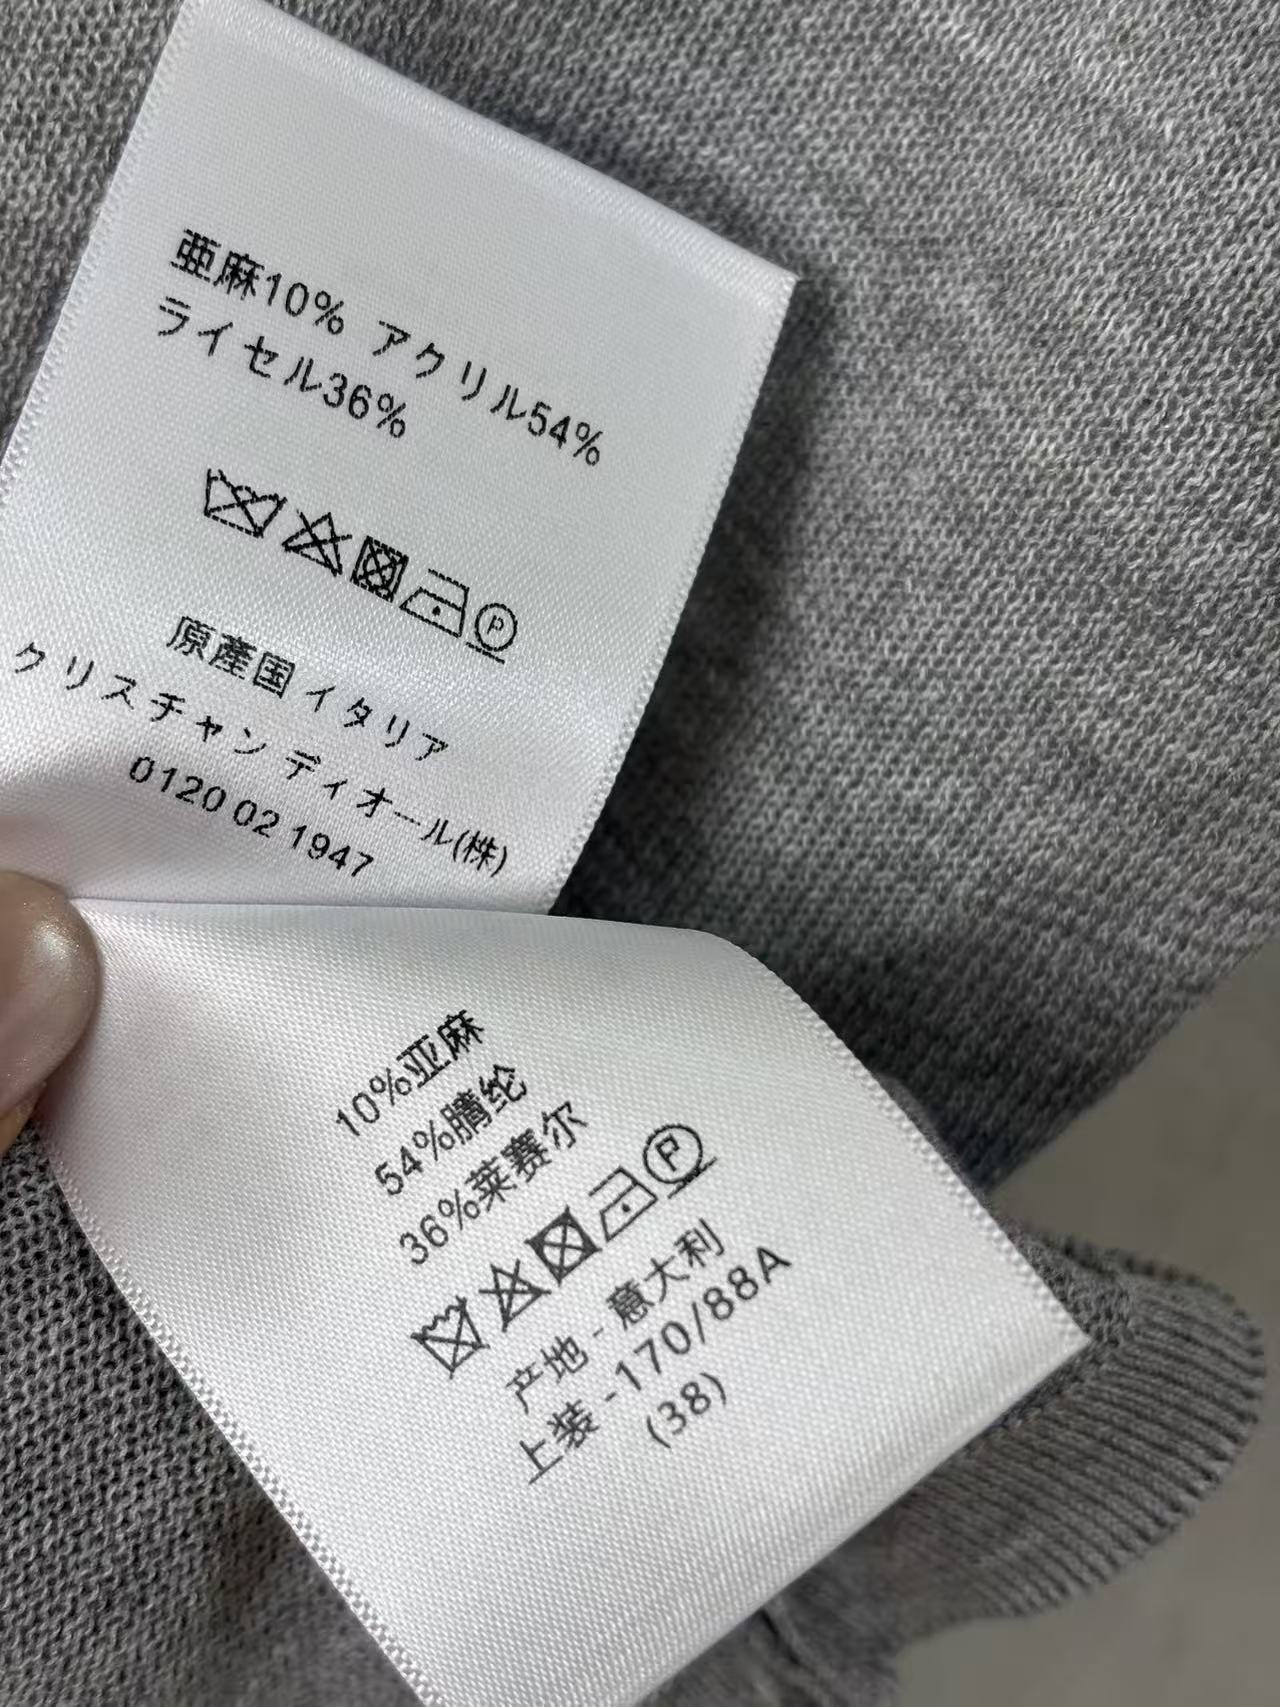 亜麻10% アクリル54%
ライセル36%
P
原產国 イタリア
クリスチャン ディオール(株)
0120 02 1947
10%亚麻
54%腈纶
36%莱赛尔
P
产地 - 意大利
上装 -170/88A
(38)